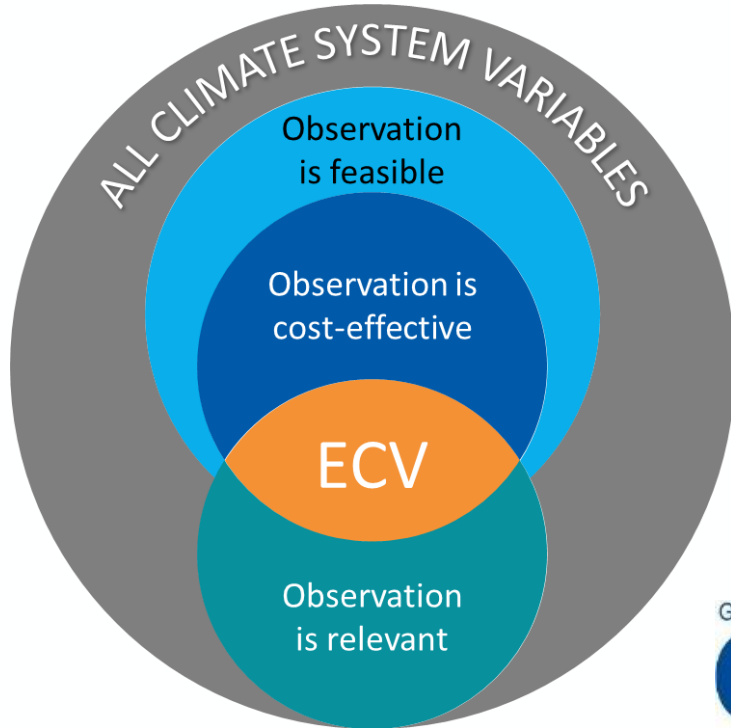 ALL CLIMATE SYSTEM VARIABLES
Observation
is feasible
Observation is
cost-effective
ECV
Observation
is relevant
G